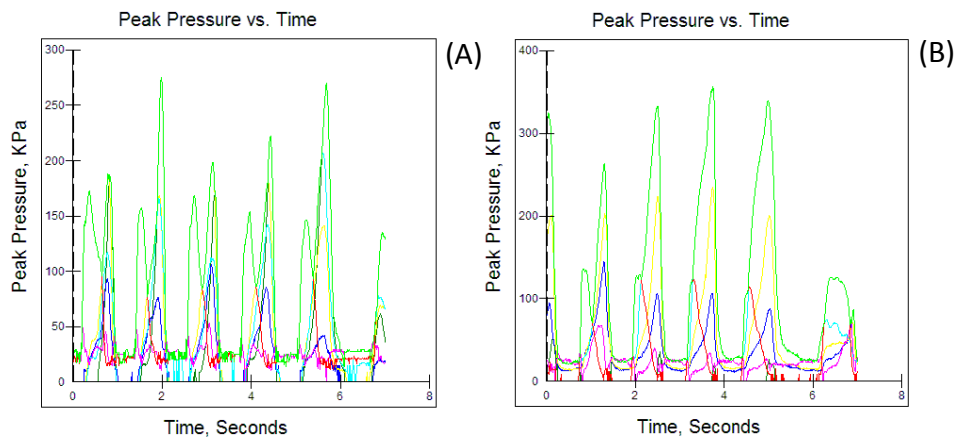 Peak Pressure vs. Time
(A)
300
250
200
150
100
50
0
0 2 4 6 8
Peak Pressure, KPa
Time, Seconds
Peak Pressure vs. Time
(B)
400
300
200
100
0
0 2 4 6 8
Peak Pressure, KPa
Time, Seconds